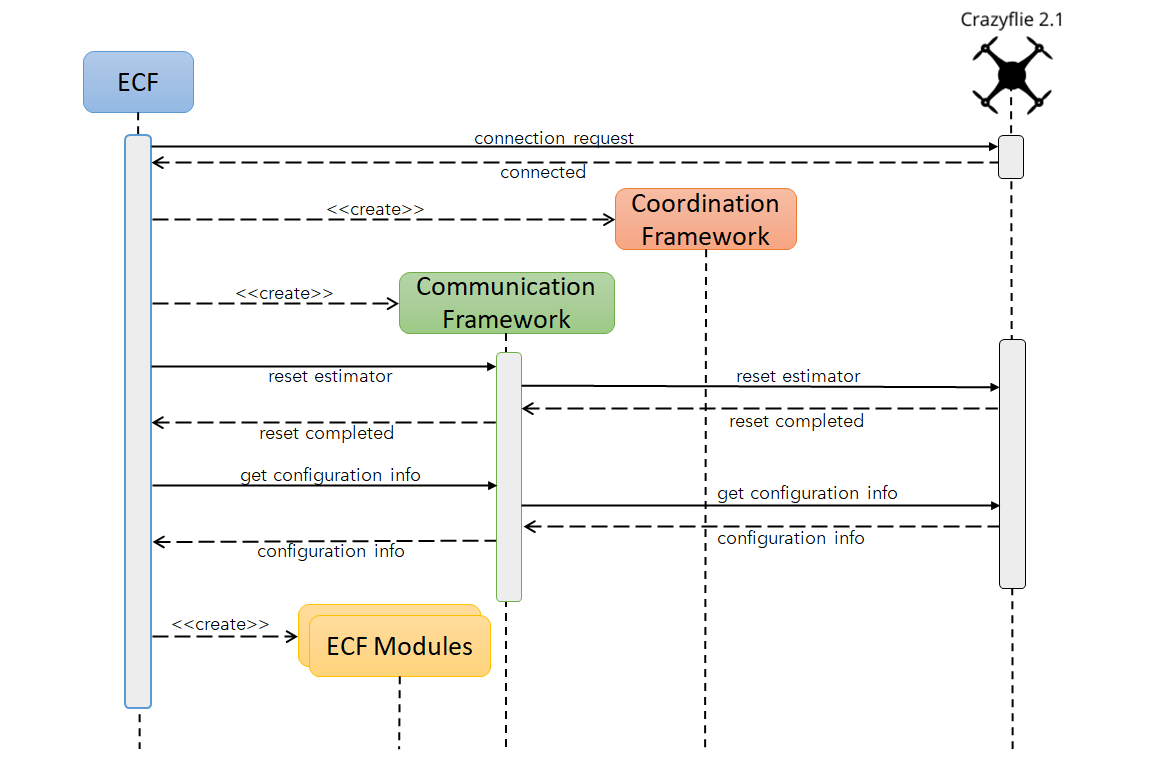 Crazyflie 2.1
ECF
connection request
connected
<<create>>
Coordination
Framework
<<create>>
Communication
Framework
reset estimator
reset estimator
reset completed
reset completed
get configuration info
get configuration info
configuration info
configuration info
<<create>>
ECF Modules